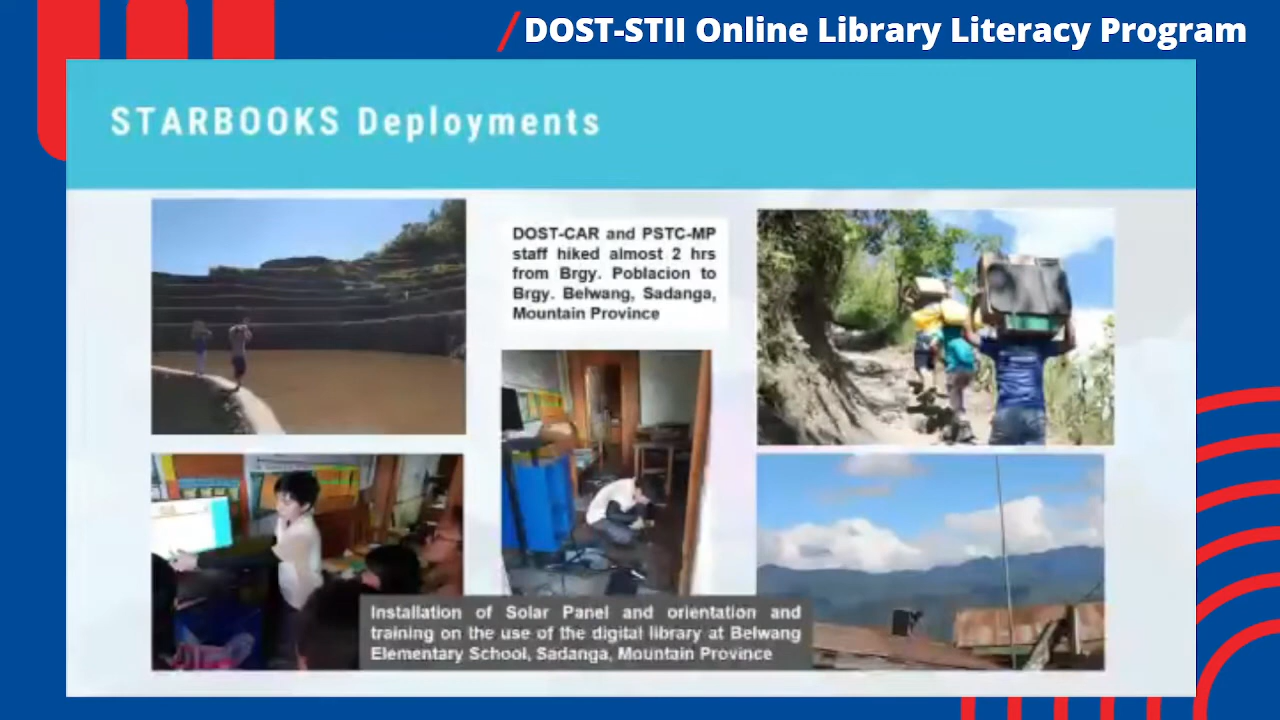 /DOST-STII Online Library Literacy Program
STARBOOKS Deployments
DOST-CAR and PSTC-MP
staff hiked almost 2 hrs
from Brgy. Poblacion to
Brgy. Belwang, Sadanga,
Mountain Province
Installation of Solar Panel and orientation and
training on the use of the digital library at Belwang
Elementary School, Sadanga, Mountain Province